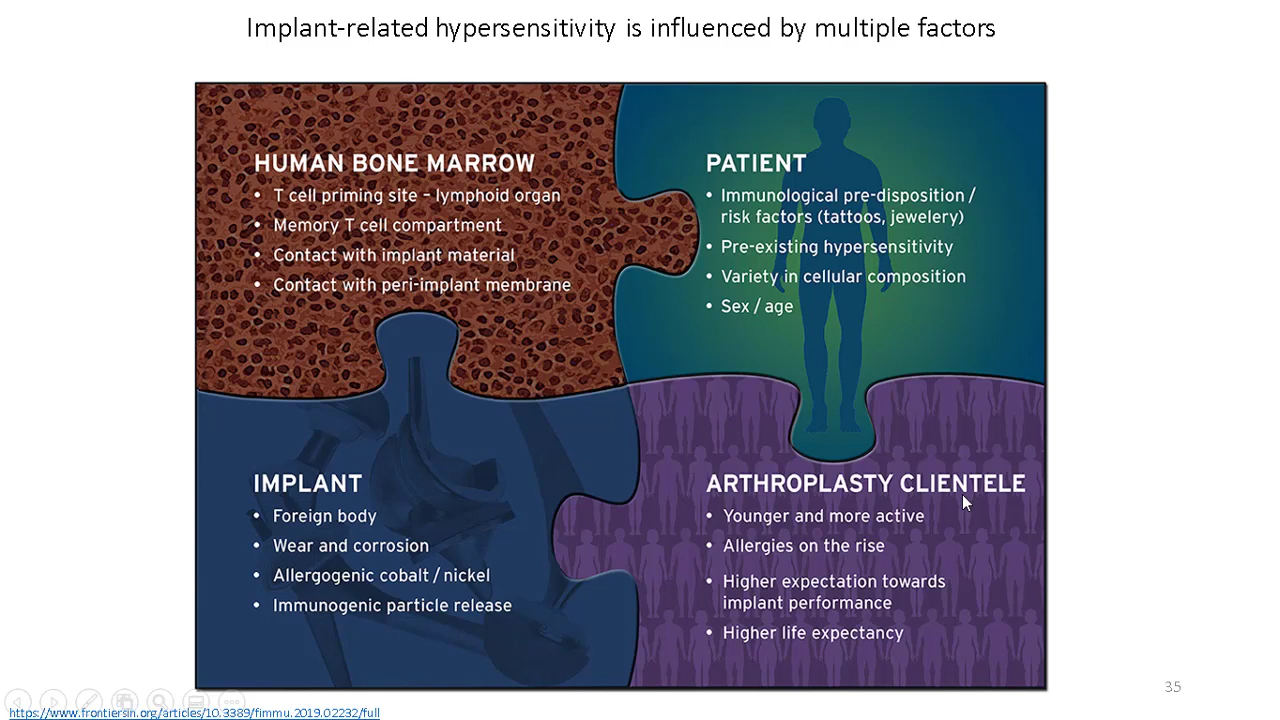 Implant-related hypersensitivity is influenced by multiple factors
HUMAN BONE MARROW
• T cell priming site – lymphoid organ
• Memory T cell compartment
• Contact with implant material
• Contact with peri-implant membrane
PATIENT
• Immunological pre-disposition /
risk factors (tattoos, jewelery)
• Pre-existing hypersensitivity
• Variety in cellular composition
• Sex / age
IMPLANT
• Foreign body
• Wear and corrosion
• Allergogenic cobalt / nickel
• Immunogenic particle release
ARTHROPLASTY CLIENTELE
• Younger and more active
• Allergies on the rise
• Higher expectation towards
implant performance
• Higher life expectancy
35
https://www.frontiersin.org/articles/10.3389/fimmu.2019.02232/full